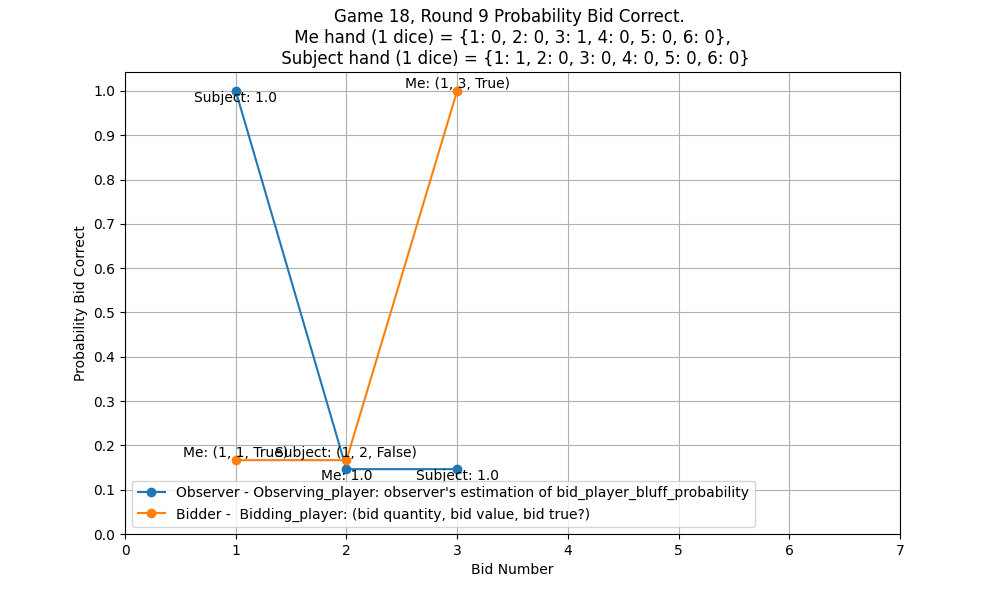 Game 18, Round 9 Probability Bid Correct.
Me hand (1 dice) = {1: 0, 2: 0, 3: 1, 4: 0, 5: 0, 6: 0},
Subject hand (1 dice) = {1: 1, 2: 0, 3: 0, 4: 0, 5: 0, 6: 0}
Me: (1, 3, True)
Subject: 1.0
Me: (1, 1, True)
Subject: (1, 2, False)
Me: 1.0
Subject: 1.0
Probability Bid Correct
1.0
0.9
0.8
0.7
0.6
0.5
0.4
0.3
0.2
0.1
0.0
Observer - Observing_player: observer's estimation of bid_player_bluff_probability
Bidder -  Bidding_player: (bid quantity, bid value, bid true?)
0 1 2 3 4 5 6 7
Bid Number